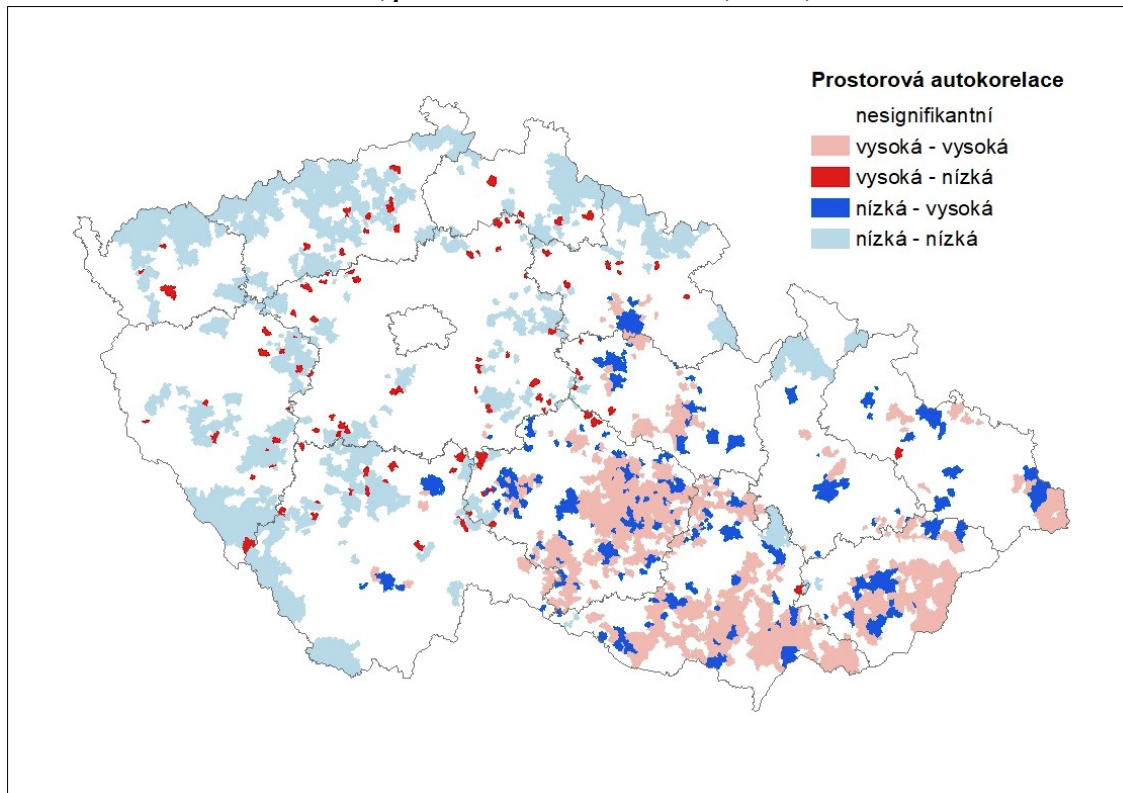 Prostorová autokorelace
nesignifikantní
vysoká - vysoká
vysoká - nízká
nízká - vysoká
nízká - nízká